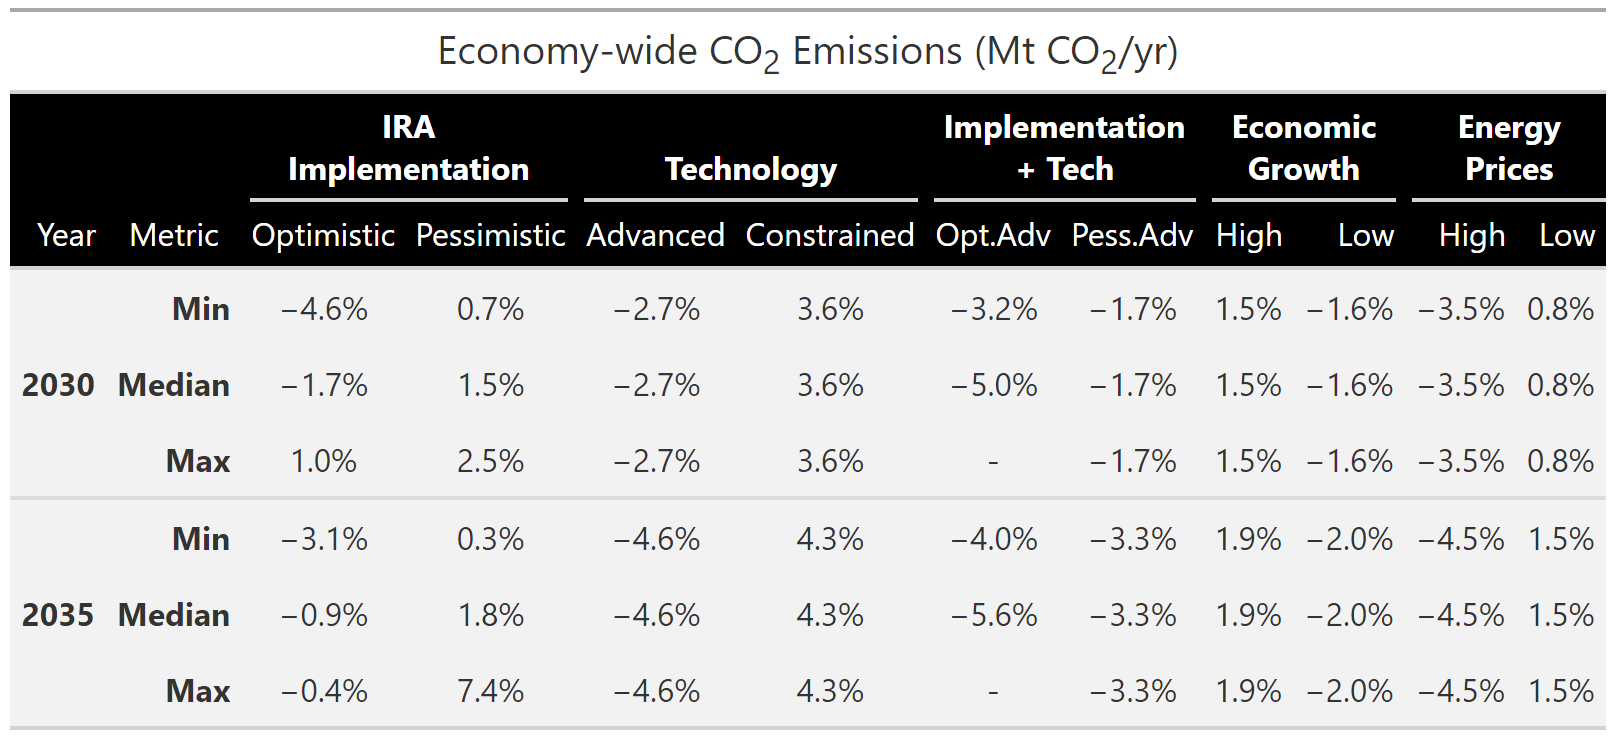 Economy-wide CO₂ Emissions (Mt CO₂/yr)
IRA Implementation Economic Energy
Implementation Technology + Tech Growth Prices
Year Metric Optimistic Pessimistic Advanced Constrained Opt.Adv Pess.Adv High Low High Low
Min −4.6% 0.7% −2.7% 3.6% −3.2% −1.7% 1.5% −1.6% −3.5% 0.8%
2030 Median −1.7% 1.5% −2.7% 3.6% −5.0% −1.7% 1.5% −1.6% −3.5% 0.8%
Max 1.0% 2.5% −2.7% 3.6% - −1.7% 1.5% −1.6% −3.5% 0.8%
Min −3.1% 0.3% −4.6% 4.3% −4.0% −3.3% 1.9% −2.0% −4.5% 1.5%
2035 Median −0.9% 1.8% −4.6% 4.3% −5.6% −3.3% 1.9% −2.0% −4.5% 1.5%
Max −0.4% 7.4% −4.6% 4.3% - −3.3% 1.9% −2.0% −4.5% 1.5%